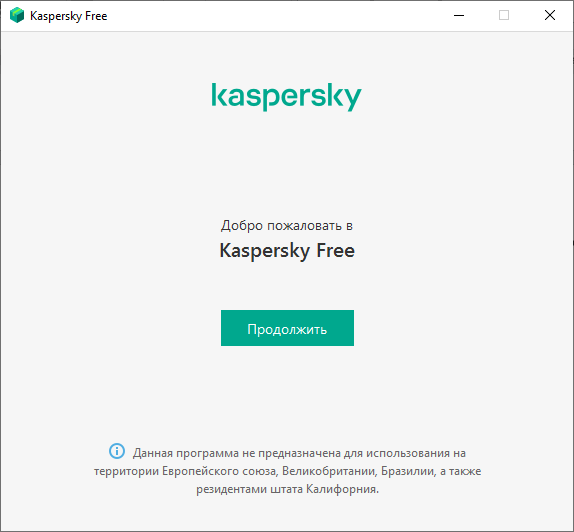 Kaspersky Free
kaspersky
Добро пожаловать в
Kaspersky Free
Продолжить
Данная программа не предназначена для использования на
территории Европейского союза, Великобритании, Бразилии, а также
резидентами штата Калифорния.